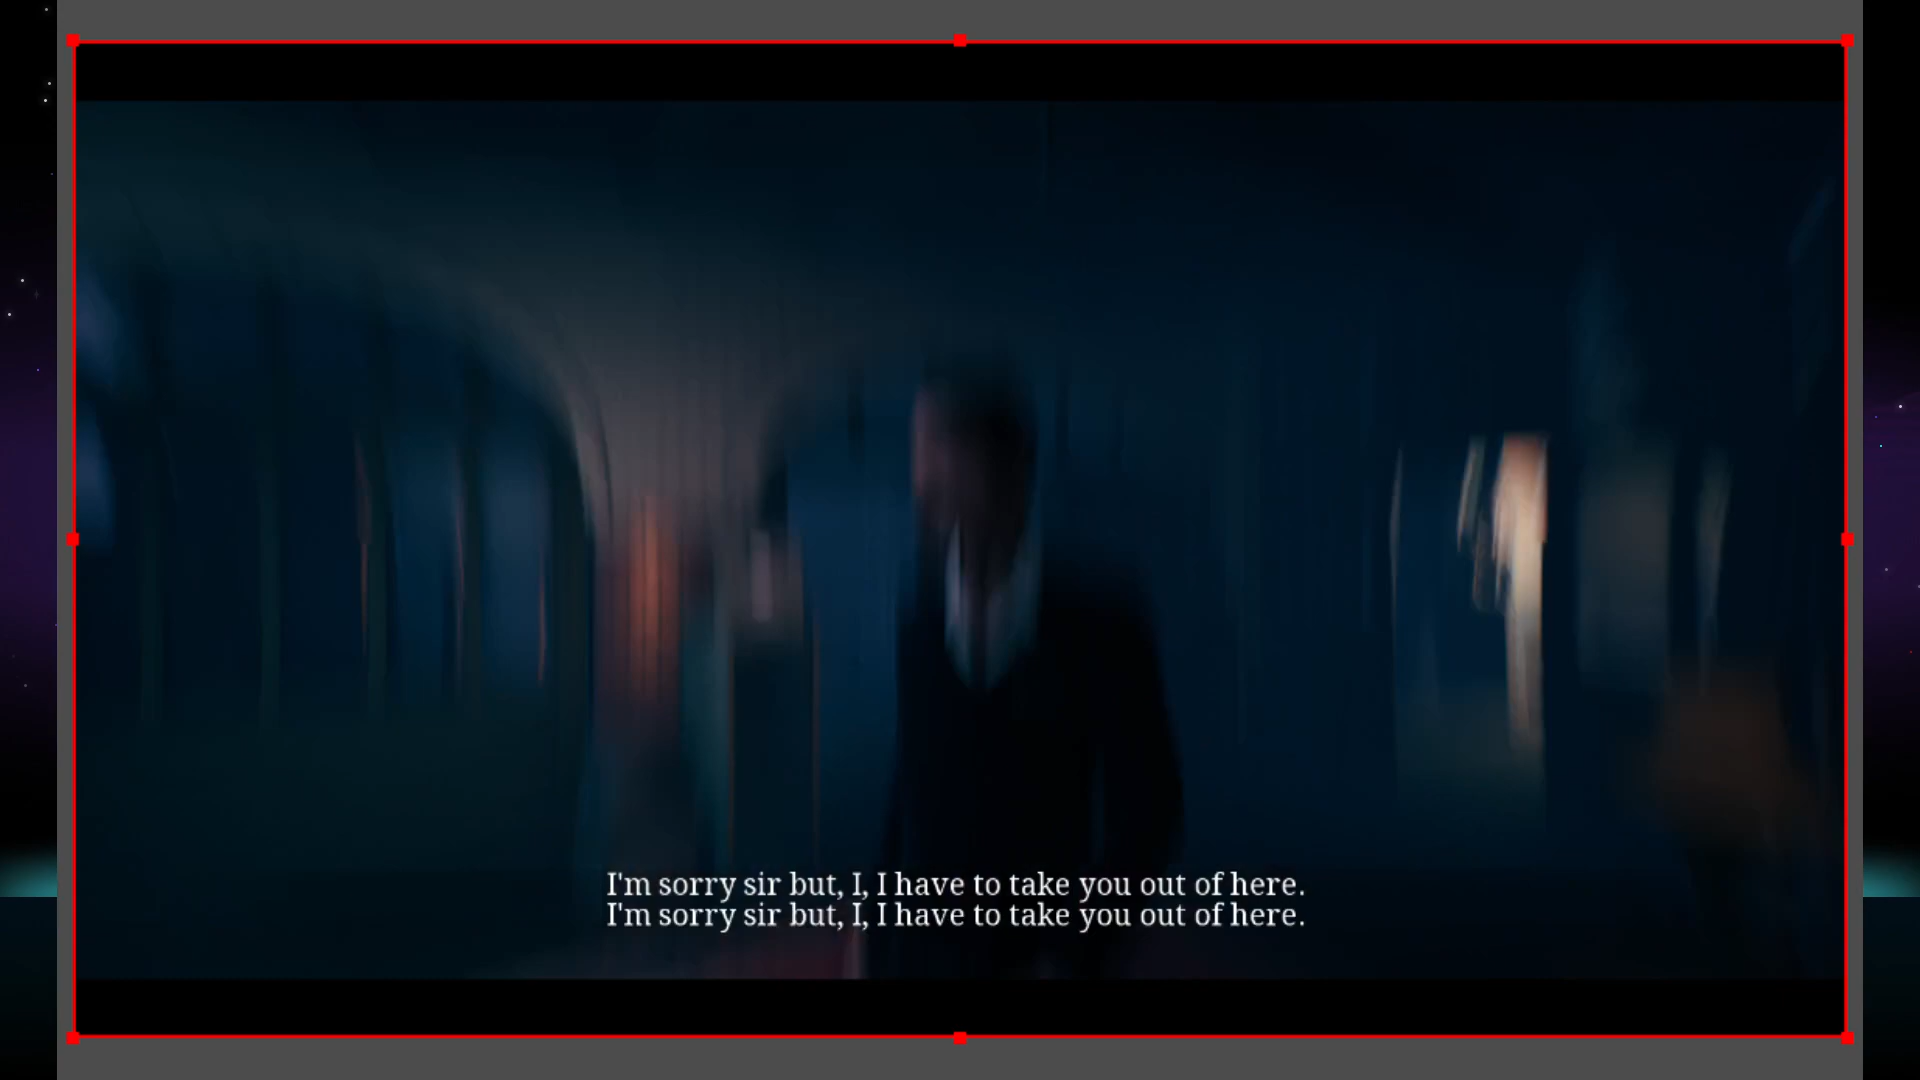 I'm sorry sir but, I, I have to take you out of here.
I'm sorry sir but, I, I have to take you out of here.